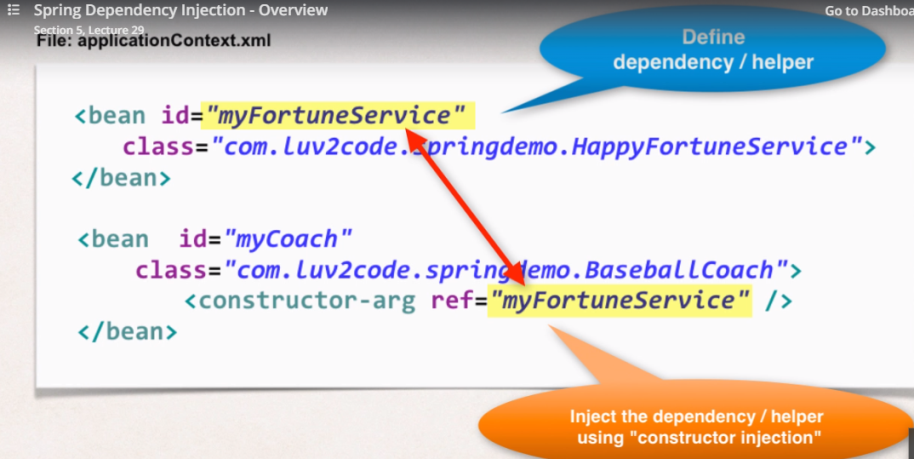 Spring Dependency Injection - Overview
Go to Dashboa
Section 5, Lecture 29
File: applicationContext.xml
Define
dependency / helper
<bean id="myFortuneService"
class="com.luv2code.springdemo.HappyFortuneService">
</bean>
<bean id="myCoach"
class="com.luv2code.springdemo.BaseballCoach">
<constructor-arg ref="myFortuneService" />
</bean>
Inject the dependency / helper
using "constructor injection"